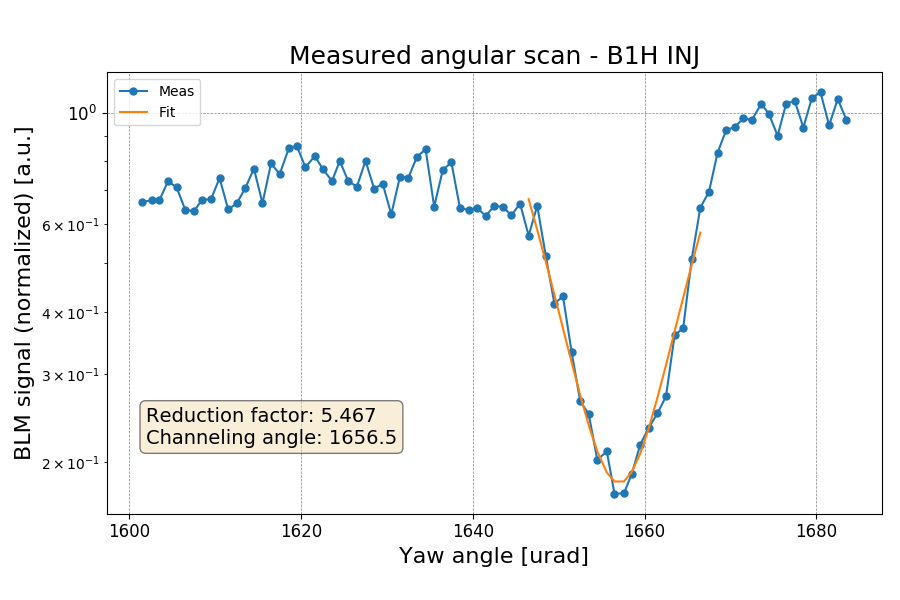 Measured angular scan - B1H INJ
Meas
Fit
10⁰
6 × 10⁻¹
4 × 10⁻¹
3 × 10⁻¹
2 × 10⁻¹
BLM signal (normalized) [a.u.]
Reduction factor: 5.467
Channeling angle: 1656.5
1600 1620 1640 1660 1680
Yaw angle [urad]